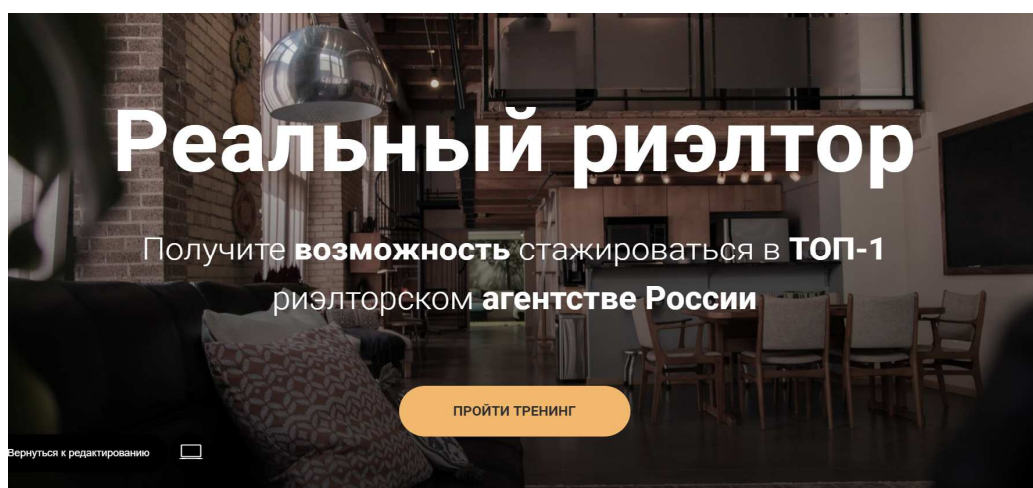 Реальный риэлтор
Получите возможность стажироваться в ТОП-1
риэлторском агентстве России
ПРОЙТИ ТРЕНИНГ
Вернуться к редактированию